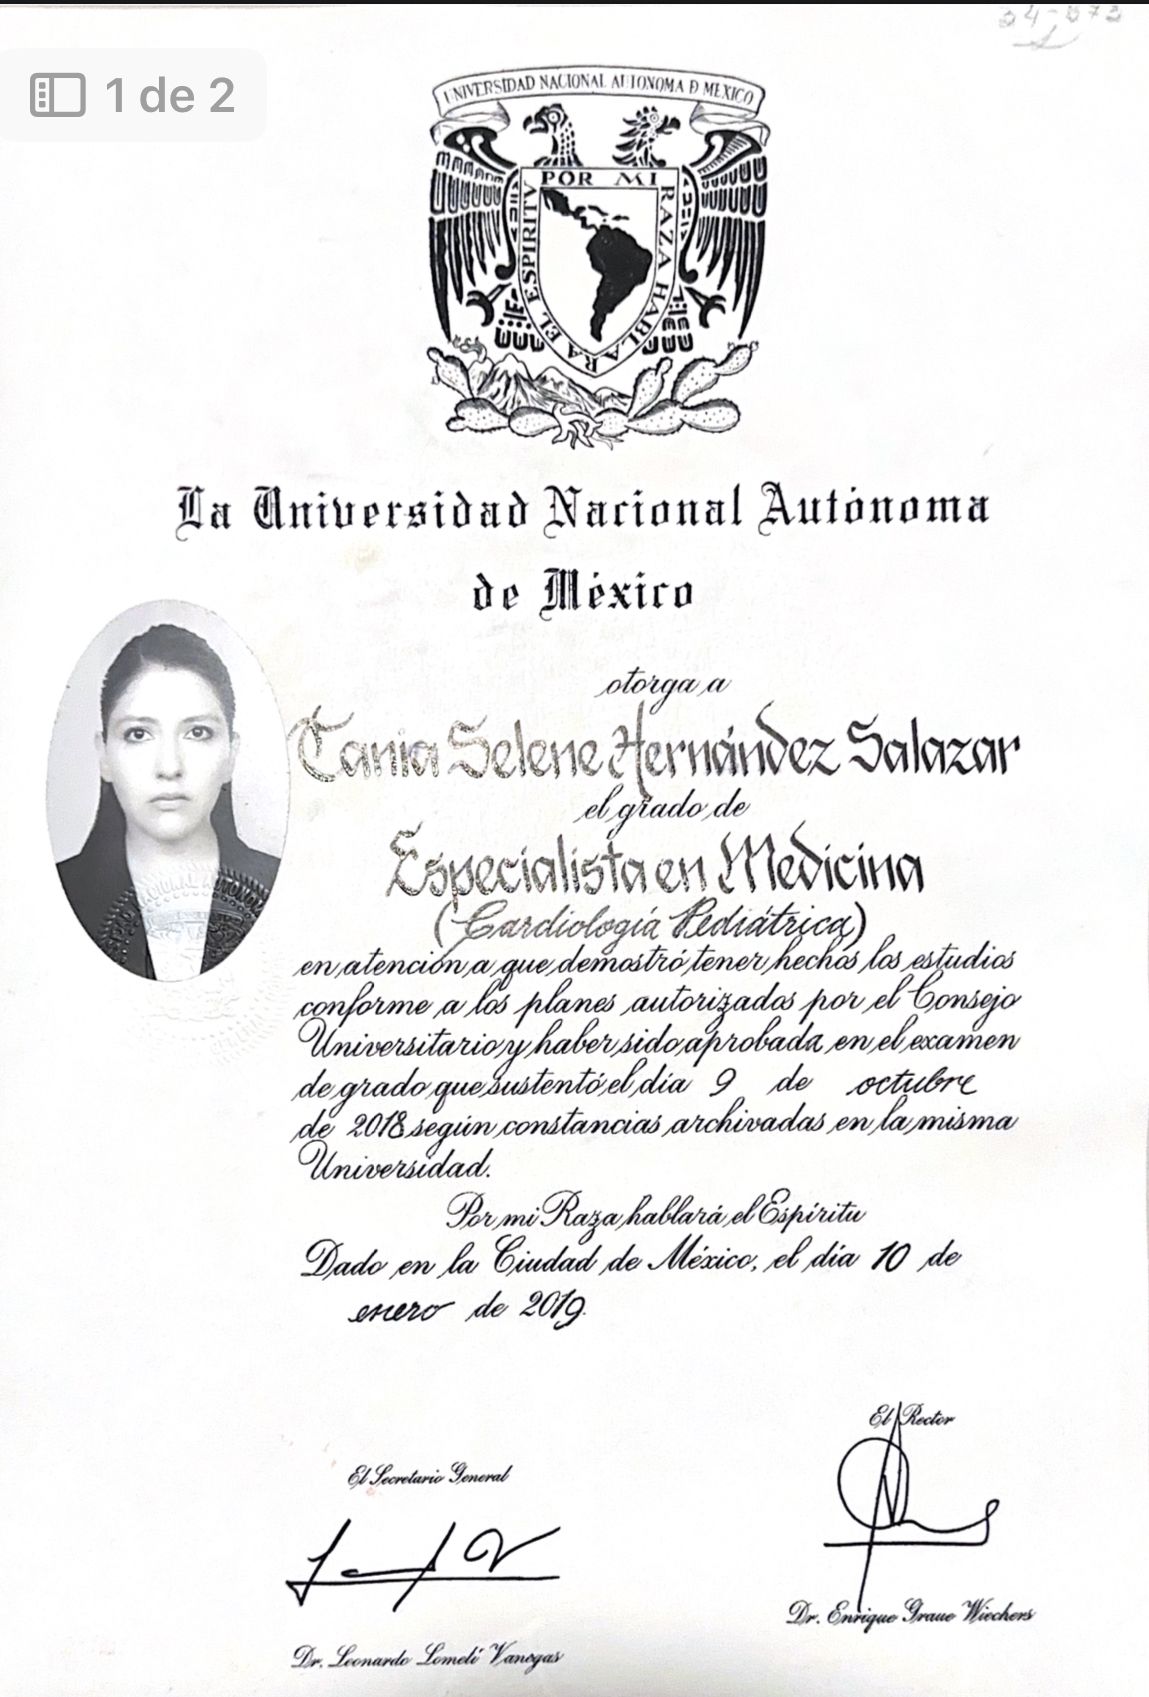 1 de 2
UNIVERSIDAD NACIONAL AUTONOMA D MEXICO
POR MI RAZA HABLARA EL ESPIRITV
La Universidad Nacional Autónoma
de México
otorga a
Tania Selene Hernández Salazar
el grado de
Especialista en Medicina
(Cardiología Pediátrica)
en atención a que demostró tener hechos los estudios
conforme a los planes autorizados por el Consejo
Universitario y haber sido aprobada en el examen
de grado que sustentó el día 9 de octubre
de 2018 según constancias archivadas en la misma
Universidad.
Por mi Raza hablará el Espíritu
Dado en la Ciudad de México, el día 10 de
enero de 2019.
El Rector
El Secretario General
Dr. Enrique Graue Wiechers
Dr. Leonardo Lomelí Vanegas